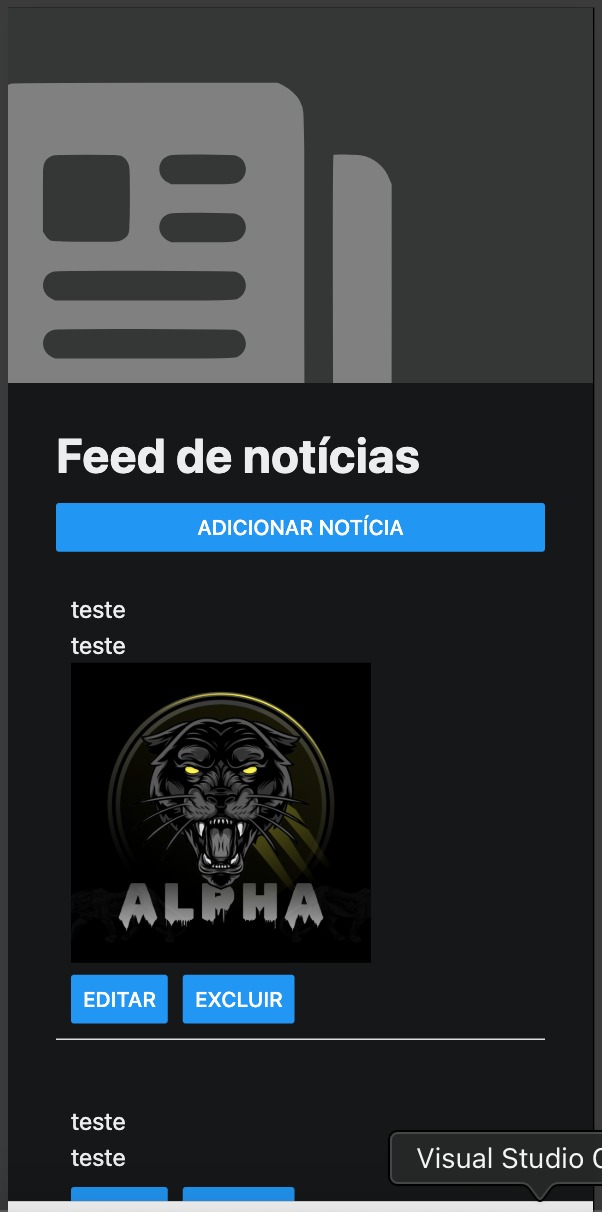 Feed de notícias
ADICIONAR NOTÍCIA
teste
teste
ALPHA
EDITAR EXCLUIR
teste
teste
Visual Studio